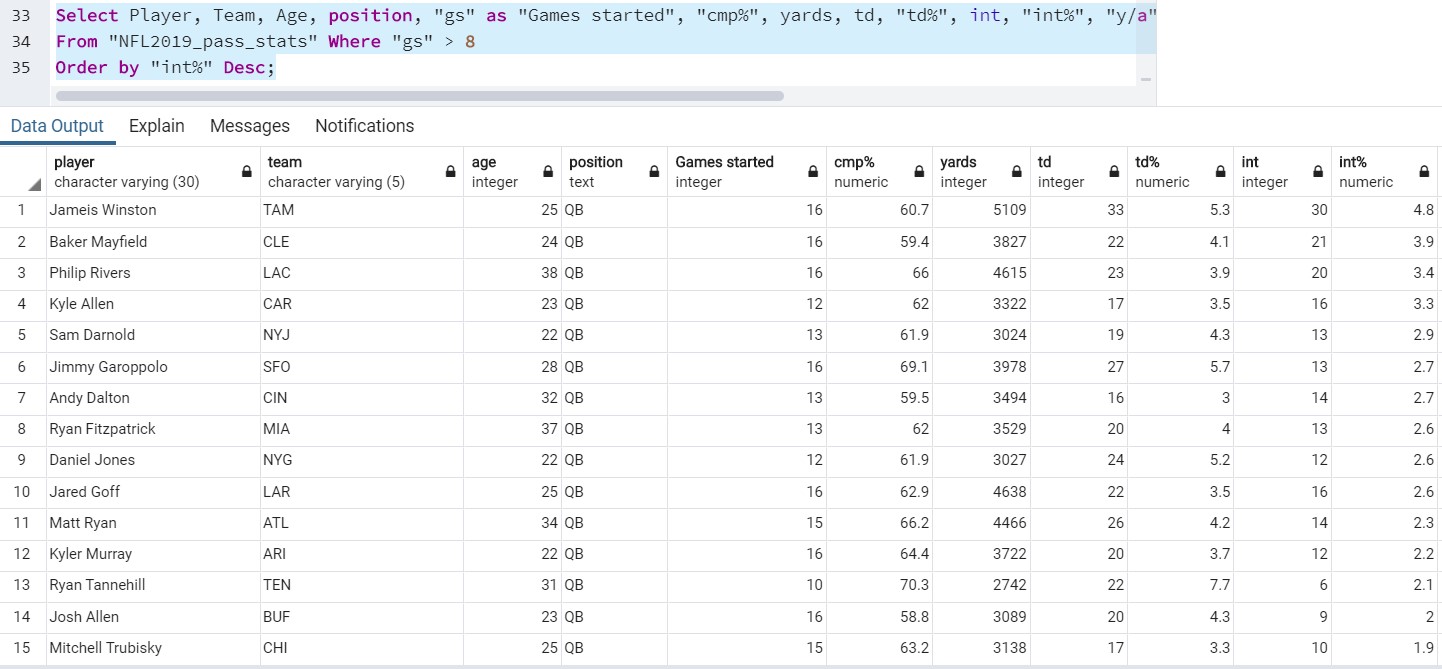 33 Select Player, Team, Age, position, "gs" as "Games started", "cmp%", yards, td, "td%", int, "int%", "y/a"
34 From "NFL2019_pass_stats" Where "gs" > 8
35 Order by "int%" Desc;
Data Output Explain Messages Notifications
player team age position Games started cmp% yards td td% int int%
character varying (30) character varying (5) integer text integer numeric integer integer numeric integer numeric
1 Jameis Winston TAM 25 QB 16 60.7 5109 33 5.3 30 4.8
2 Baker Mayfield CLE 24 QB 16 59.4 3827 22 4.1 21 3.9
3 Philip Rivers LAC 38 QB 16 66 4615 23 3.9 20 3.4
4 Kyle Allen CAR 23 QB 12 62 3322 17 3.5 16 3.3
5 Sam Darnold NYJ 22 QB 13 61.9 3024 19 4.3 13 2.9
6 Jimmy Garoppolo SFO 28 QB 16 69.1 3978 27 5.7 13 2.7
7 Andy Dalton CIN 32 QB 13 59.5 3494 16 3 14 2.7
8 Ryan Fitzpatrick MIA 37 QB 13 62 3529 20 4 13 2.6
9 Daniel Jones NYG 22 QB 12 61.9 3027 24 5.2 12 2.6
10 Jared Goff LAR 25 QB 16 62.9 4638 22 3.5 16 2.6
11 Matt Ryan ATL 34 QB 15 66.2 4466 26 4.2 14 2.3
12 Kyler Murray ARI 22 QB 16 64.4 3722 20 3.7 12 2.2
13 Ryan Tannehill TEN 31 QB 10 70.3 2742 22 7.7 6 2.1
14 Josh Allen BUF 23 QB 16 58.8 3089 20 4.3 9 2
15 Mitchell Trubisky CHI 25 QB 15 63.2 3138 17 3.3 10 1.9